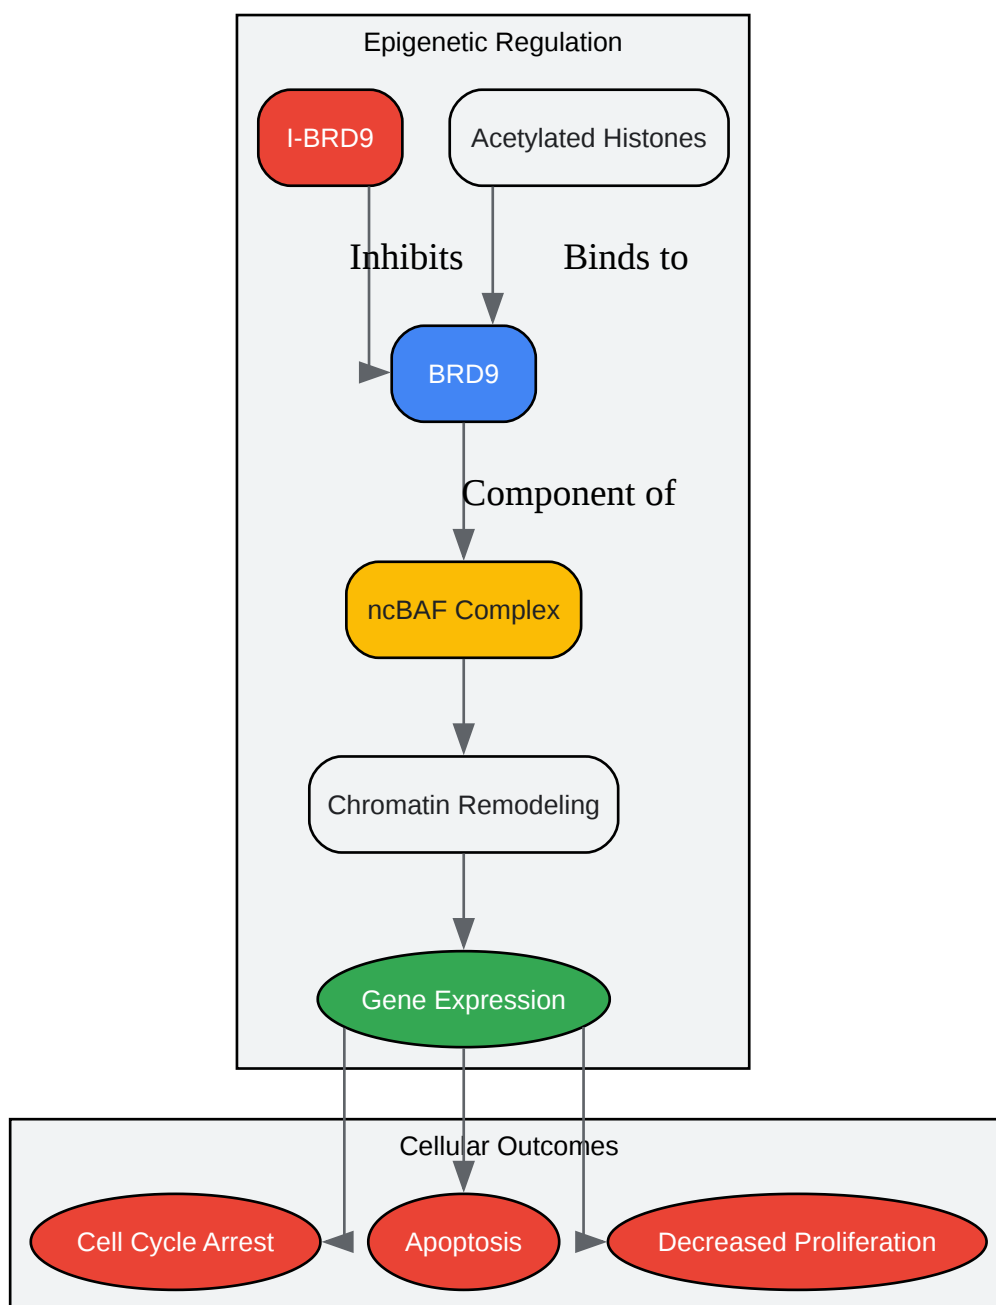 Epigenetic Regulation
I-BRD9
Acetylated Histones
Inhibits
Binds to
BRD9
Component of
ncBAF Complex
Chromatin Remodeling
Gene Expression
Cellular Outcomes
Cell Cycle Arrest
Apoptosis
Decreased Proliferation